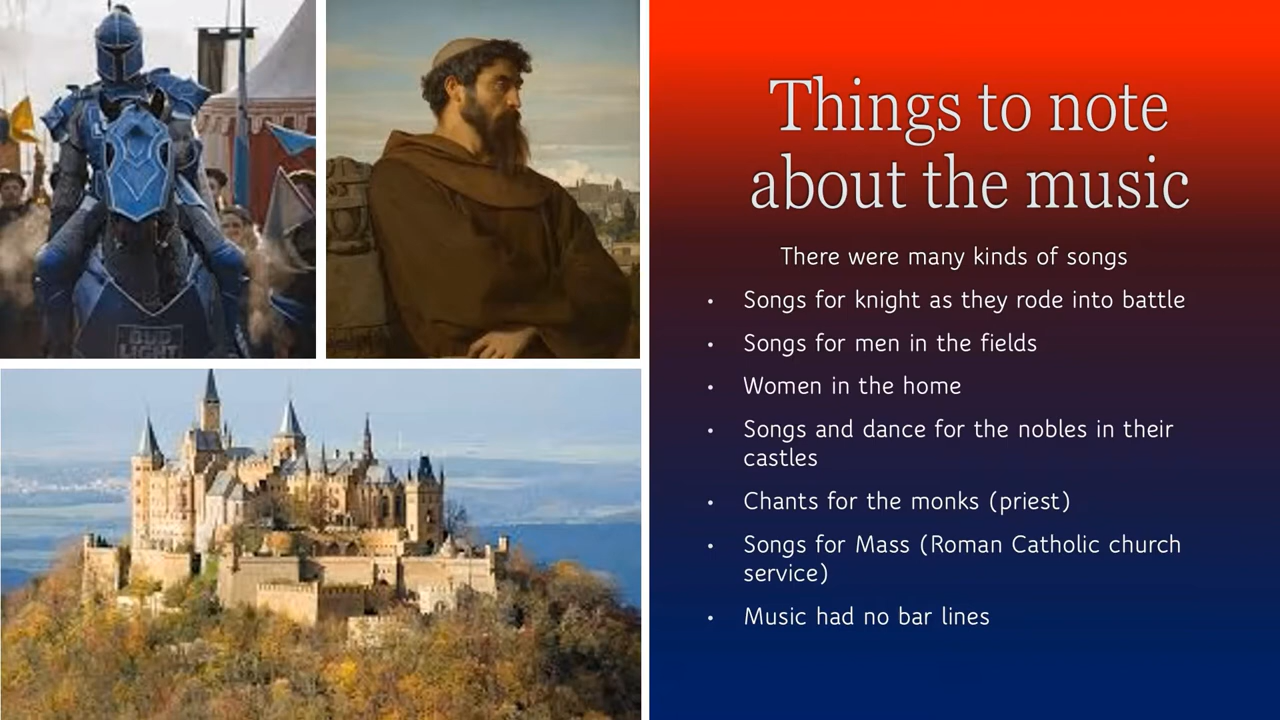 BUD
LIGHT
Things to note
about the music
There were many kinds of songs
• Songs for knight as they rode into battle
• Songs for men in the fields
• Women in the home
• Songs and dance for the nobles in their
castles
• Chants for the monks (priest)
• Songs for Mass (Roman Catholic church
service)
• Music had no bar lines